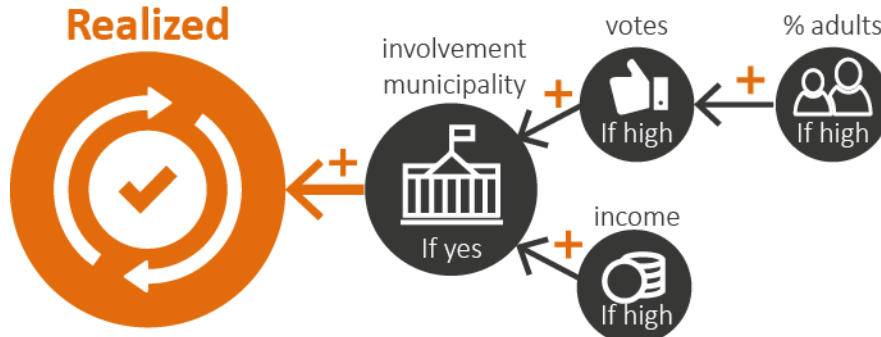 Realized
involvement
municipality
votes
% adults
+
+
If high
If high
+
If yes
income
+
If high